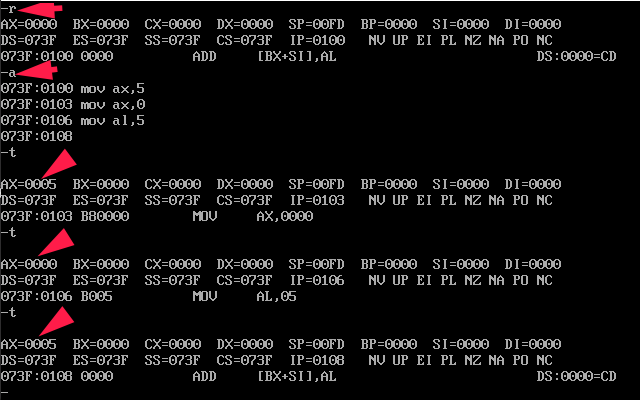 -r
AX=0000 BX=0000 CX=0000 DX=0000 SP=00FD BP=0000 SI=0000 DI=0000
DS=073F ES=073F SS=073F CS=073F IP=0100 NV UP EI PL NZ NA PO NC
073F:0100 0000 ADD [BX+SI],AL DS:0000=CD
-a
073F:0100 mov ax,5
073F:0103 mov ax,0
073F:0106 mov al,5
073F:0108
-t
AX=0005 BX=0000 CX=0000 DX=0000 SP=00FD BP=0000 SI=0000 DI=0000
DS=073F ES=073F SS=073F CS=073F IP=0103 NV UP EI PL NZ NA PO NC
073F:0103 B80000 MOV AX,0000
-t
AX=0000 BX=0000 CX=0000 DX=0000 SP=00FD BP=0000 SI=0000 DI=0000
DS=073F ES=073F SS=073F CS=073F IP=0106 NV UP EI PL NZ NA PO NC
073F:0106 B005 MOV AL,05
-t
AX=0005 BX=0000 CX=0000 DX=0000 SP=00FD BP=0000 SI=0000 DI=0000
DS=073F ES=073F SS=073F CS=073F IP=0108 NV UP EI PL NZ NA PO NC
073F:0108 0000 ADD [BX+SI],AL DS:0000=CD
-